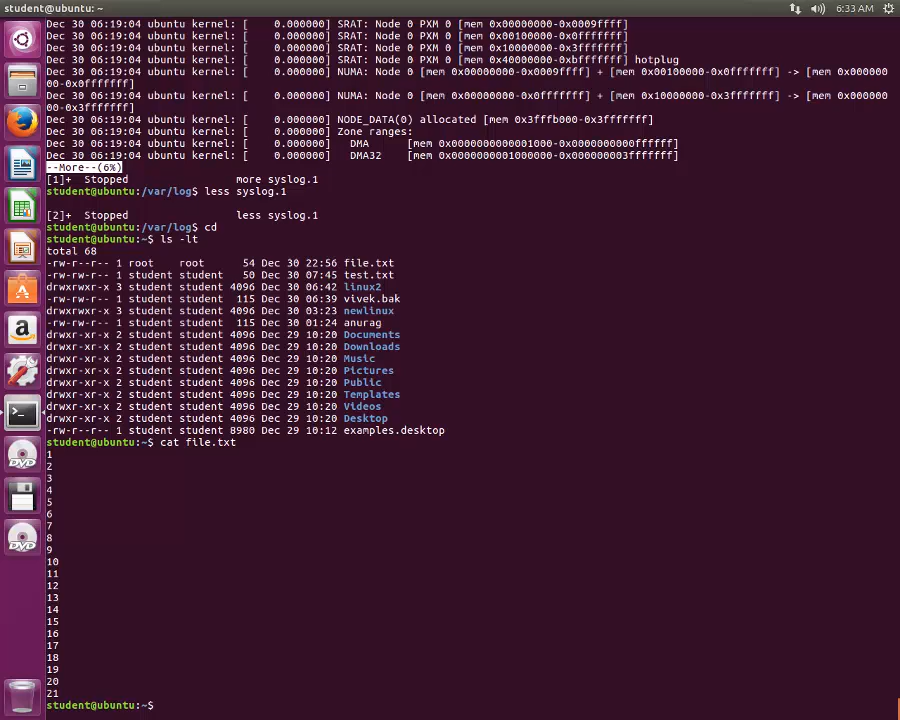 student@ubuntu: ~
6:33 AM
Dec 30 06:19:04 ubuntu kernel: [    0.000000] SRAT: Node 0 PXM 0 [mem 0x00000000-0x0009ffff]
Dec 30 06:19:04 ubuntu kernel: [    0.000000] SRAT: Node 0 PXM 0 [mem 0x00100000-0x0fffffff]
Dec 30 06:19:04 ubuntu kernel: [    0.000000] SRAT: Node 0 PXM 0 [mem 0x10000000-0x3fffffff]
Dec 30 06:19:04 ubuntu kernel: [    0.000000] SRAT: Node 0 PXM 0 [mem 0x40000000-0xbfffffff] hotplug
Dec 30 06:19:04 ubuntu kernel: [    0.000000] NUMA: Node 0 [mem 0x00000000-0x0009ffff] + [mem 0x00100000-0x0fffffff] -> [mem 0x000000
00-0x0fffffff]
Dec 30 06:19:04 ubuntu kernel: [    0.000000] NUMA: Node 0 [mem 0x00000000-0x0fffffff] + [mem 0x10000000-0x3fffffff] -> [mem 0x000000
00-0x3fffffff]
Dec 30 06:19:04 ubuntu kernel: [    0.000000] NODE_DATA(0) allocated [mem 0x3fffb000-0x3fffffff]
Dec 30 06:19:04 ubuntu kernel: [    0.000000] Zone ranges:
Dec 30 06:19:04 ubuntu kernel: [    0.000000]   DMA      [mem 0x0000000000001000-0x0000000000ffffff]
Dec 30 06:19:04 ubuntu kernel: [    0.000000]   DMA32    [mem 0x0000000001000000-0x000000003fffffff]
--More--(6%)
[1]+  Stopped                 more syslog.1
student@ubuntu:/var/log$ less syslog.1
[2]+  Stopped                 less syslog.1
student@ubuntu:/var/log$ cd
student@ubuntu:~$ ls -lt
total 68
-rw-r--r-- 1 root    root      54 Dec 30 22:56 file.txt
-rw-rw-r-- 1 student student   50 Dec 30 07:45 test.txt
drwxrwxr-x 3 student student 4096 Dec 30 06:42 linux2
-rw-rw-r-- 1 student student  115 Dec 30 06:39 vivek.bak
drwxrwxr-x 3 student student 4096 Dec 30 03:23 newlinux
-rw-rw-r-- 1 student student  115 Dec 30 01:24 anurag
drwxr-xr-x 2 student student 4096 Dec 29 10:20 Documents
drwxr-xr-x 2 student student 4096 Dec 29 10:20 Downloads
drwxr-xr-x 2 student student 4096 Dec 29 10:20 Music
drwxr-xr-x 2 student student 4096 Dec 29 10:20 Pictures
drwxr-xr-x 2 student student 4096 Dec 29 10:20 Public
drwxr-xr-x 2 student student 4096 Dec 29 10:20 Templates
drwxr-xr-x 2 student student 4096 Dec 29 10:20 Videos
drwxr-xr-x 2 student student 4096 Dec 29 10:20 Desktop
-rw-r--r-- 1 student student 8980 Dec 29 10:12 examples.desktop
student@ubuntu:~$ cat file.txt
1
2
3
4
5
6
7
8
9
10
11
12
13
14
15
16
17
18
19
20
21
student@ubuntu:~$
DVD
DVD